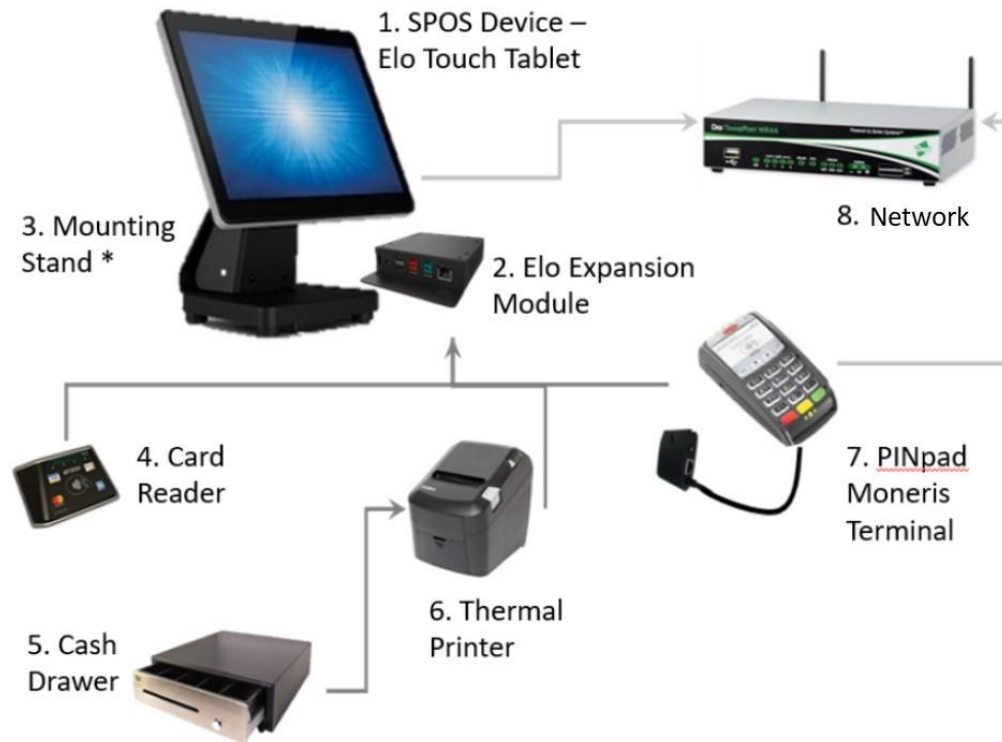 1. SPOS Device –
Elo Touch Tablet
8. Network
3. Mounting
Stand *
2. Elo Expansion
Module
4. Card
Reader
7. PINpad
Moneris
Terminal
6. Thermal
Printer
5. Cash
Drawer